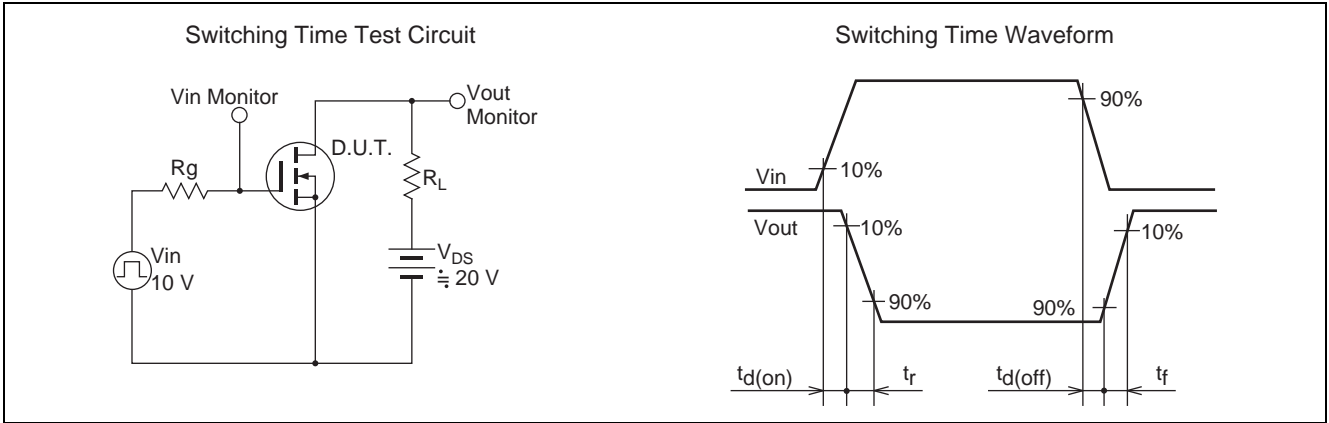 Switching Time Test Circuit
Vin Monitor
Vout
Monitor
D.U.T.
Rg
RL
Vin
10 V
VDS
≒ 20 V
Switching Time Waveform
90%
10%
Vin
Vout
10%
10%
90%
90%
td(on)
tr
td(off)
tf